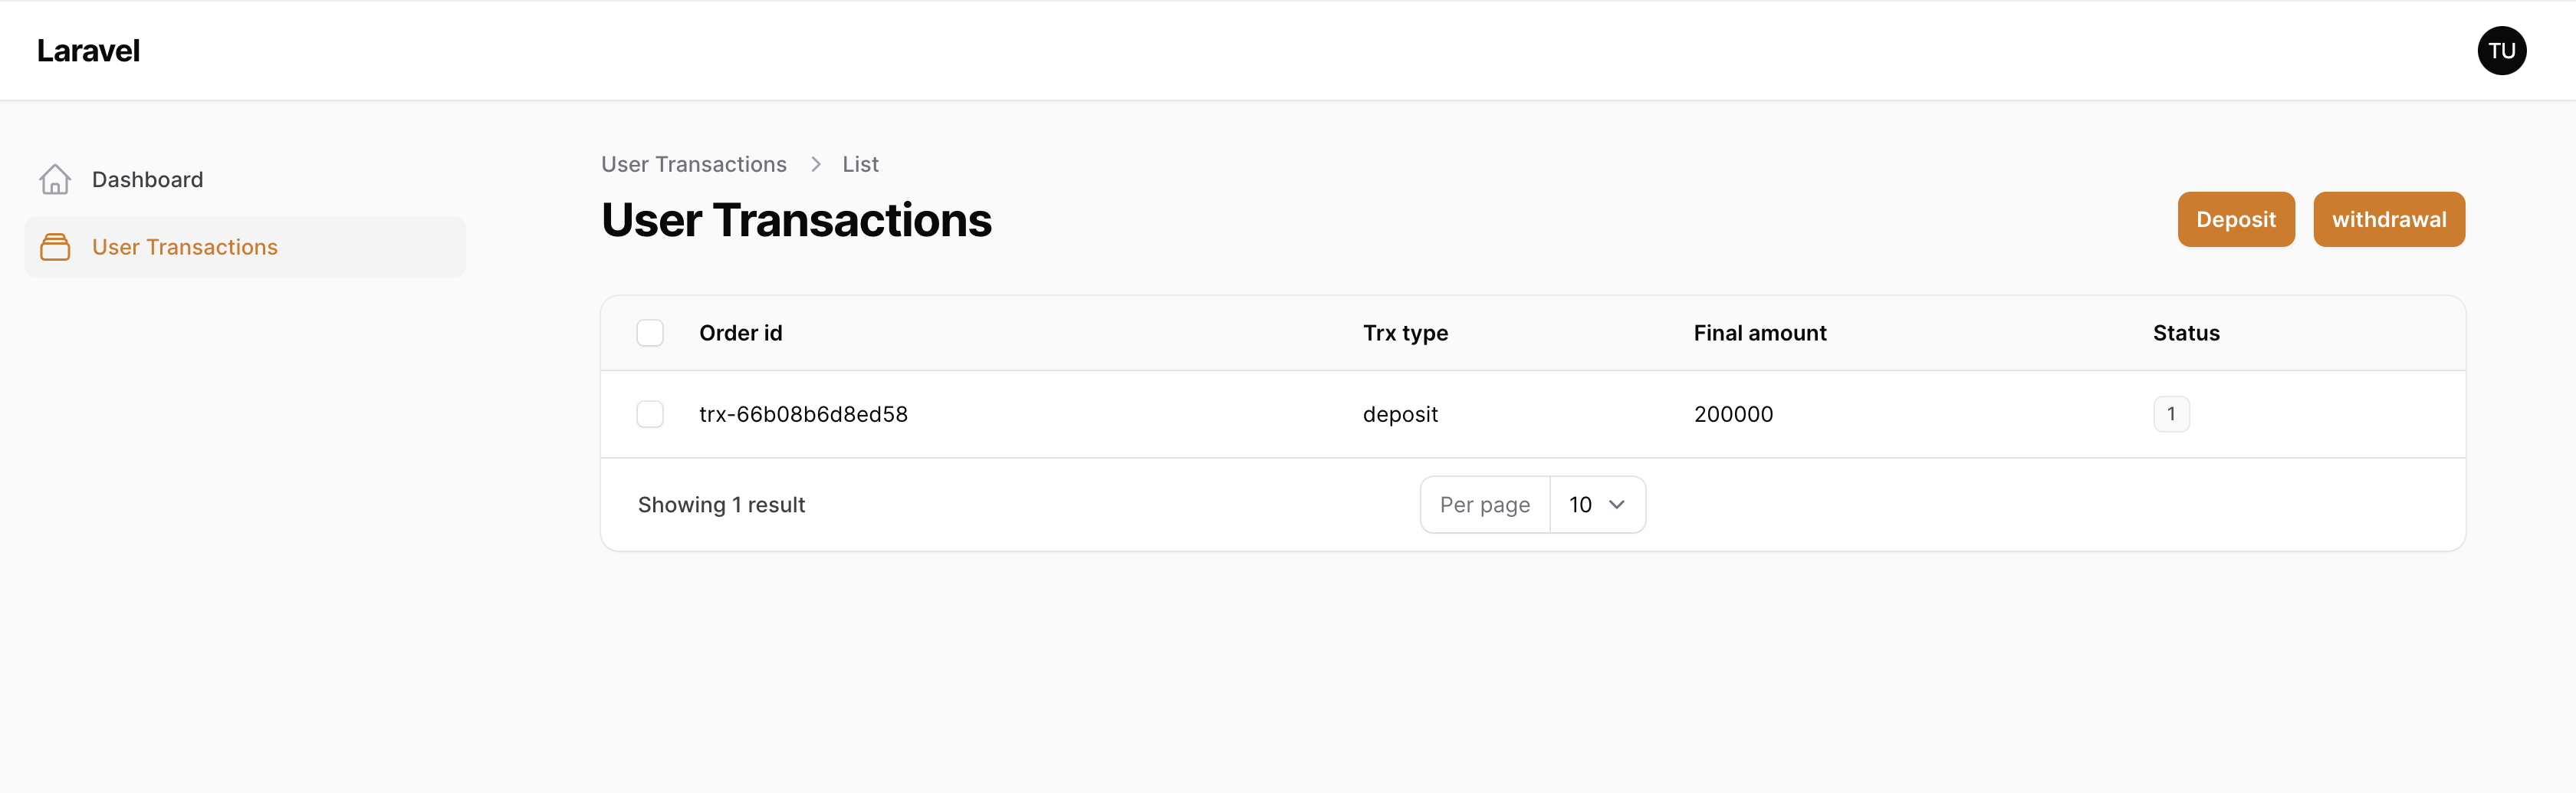 Laravel
TU
Dashboard
User Transactions
User Transactions > List
User Transactions
Deposit
withdrawal
Order id Trx type Final amount Status
trx-66b08b6d8ed58 deposit 200000 1
Showing 1 result
Per page 10